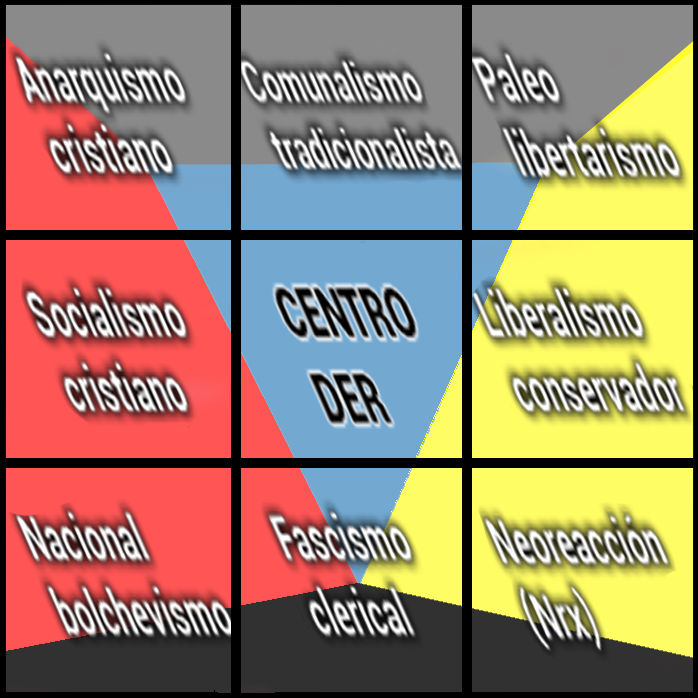 Anarquismo
cristiano
Comunalismo
tradicionalista
Paleo
libertarismo
Socialismo
cristiano
CENTRO
DER
Liberalismo
conservador
Nacional
bolchevismo
Fascismo
clerical
Neoreacción
(Nrx)